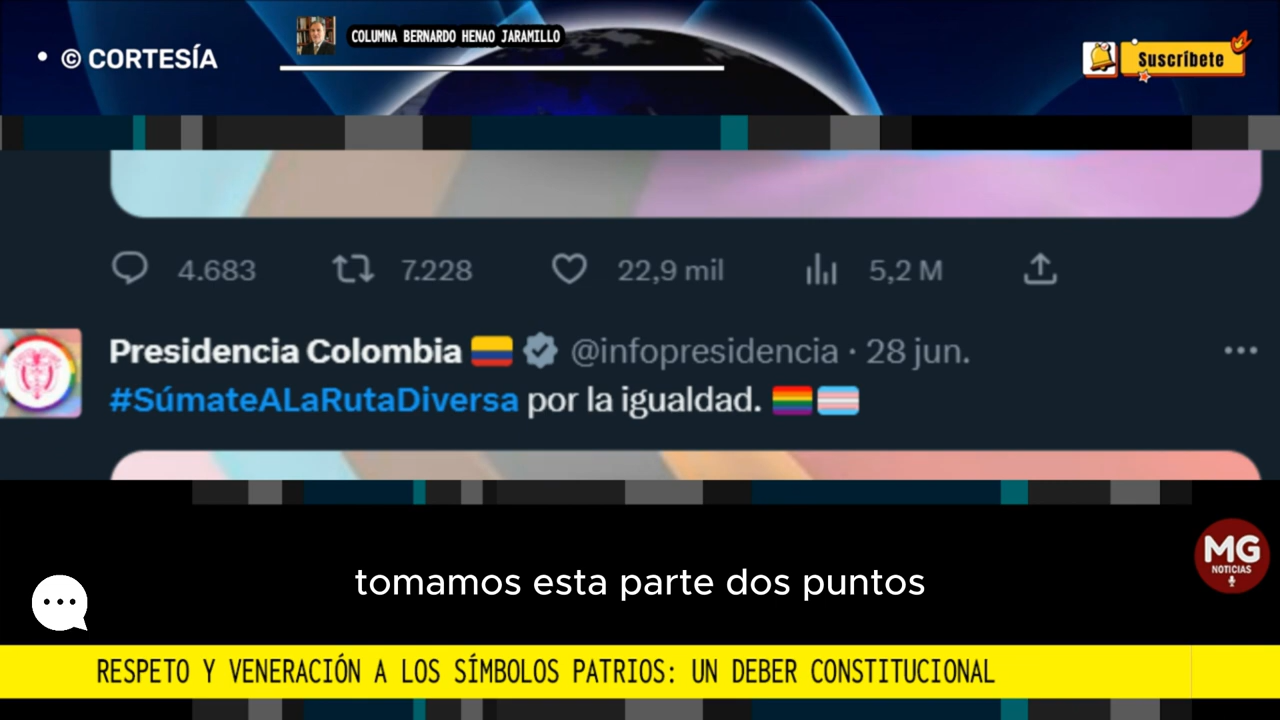 • © CORTESÍA
COLUMNA BERNARDO HENAO JARAMILLO
Suscríbete
4.683 7.228 22,9 mil 5,2 M
Presidencia Colombia 🇨🇴 @infopresidencia · 28 jun. ...
#SúmateALaRutaDiversa por la igualdad. 🏳️‍🌈🏳️‍⚧️
tomamos esta parte dos puntos
MG
NOTICIAS
RESPETO Y VENERACIÓN A LOS SÍMBOLOS PATRIOS: UN DEBER CONSTITUCIONAL